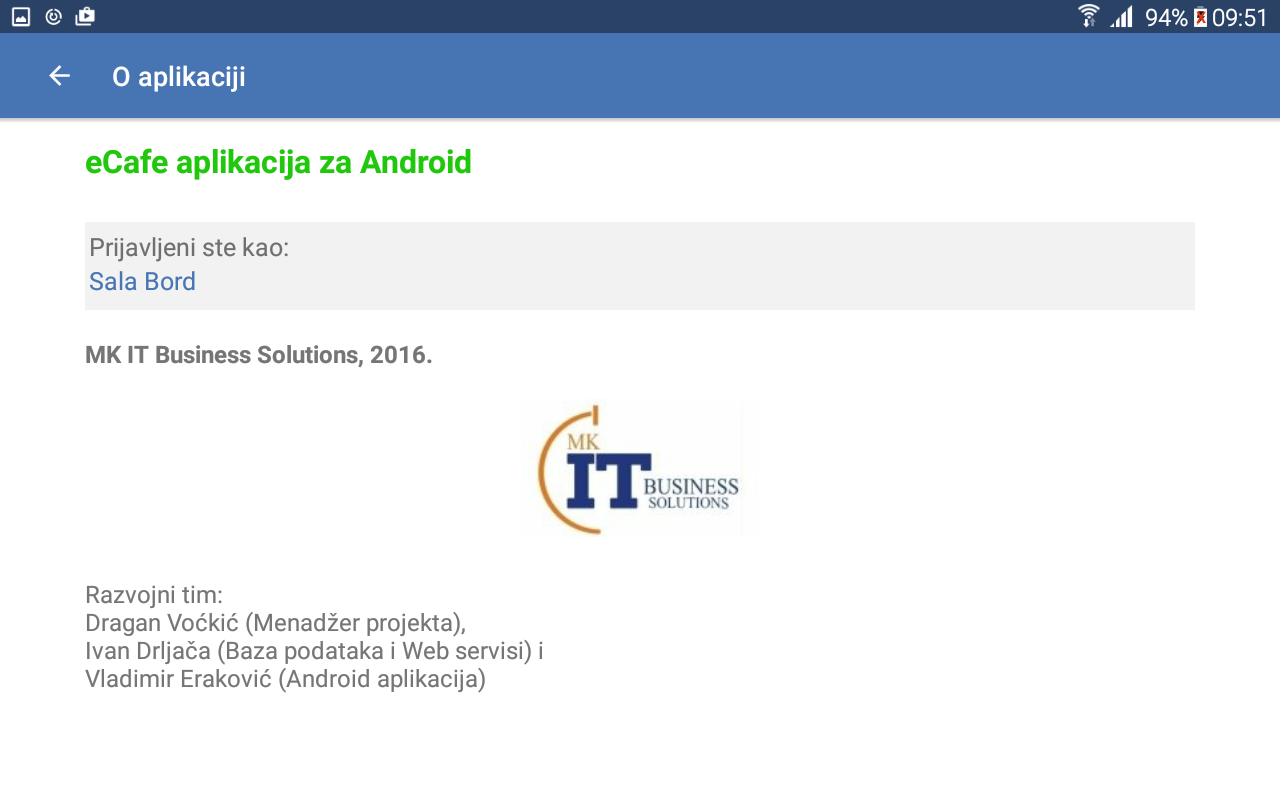 94% 09:51
O aplikaciji
eCafe aplikacija za Android
Prijavljeni ste kao:
Sala Bord
MK IT Business Solutions, 2016.
MK
IT BUSINESS
SOLUTIONS
Razvojni tim:
Dragan Voćkić (Menadžer projekta),
Ivan Drljača (Baza podataka i Web servisi) i
Vladimir Eraković (Android aplikacija)